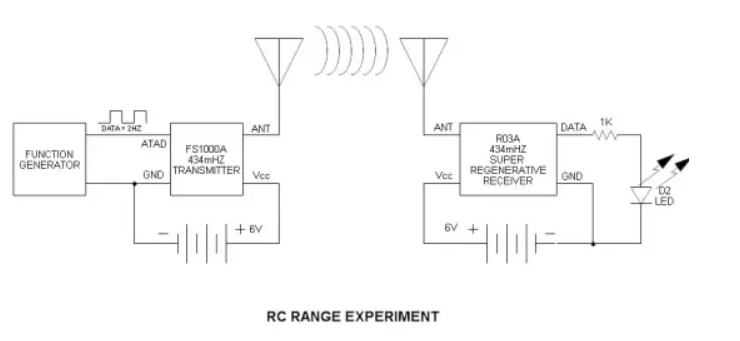 DATA = 2HZ
FUNCTION
GENERATOR
ATAD
GND
FS1000A
434mHZ
TRANSMITTER
ANT
Vcc
− + 6V
ANT
Vcc
R03A
434mHZ
SUPER
REGENERATIVE
RECEIVER
DATA
GND
1K
D2
LED
6V + −
RC RANGE EXPERIMENT